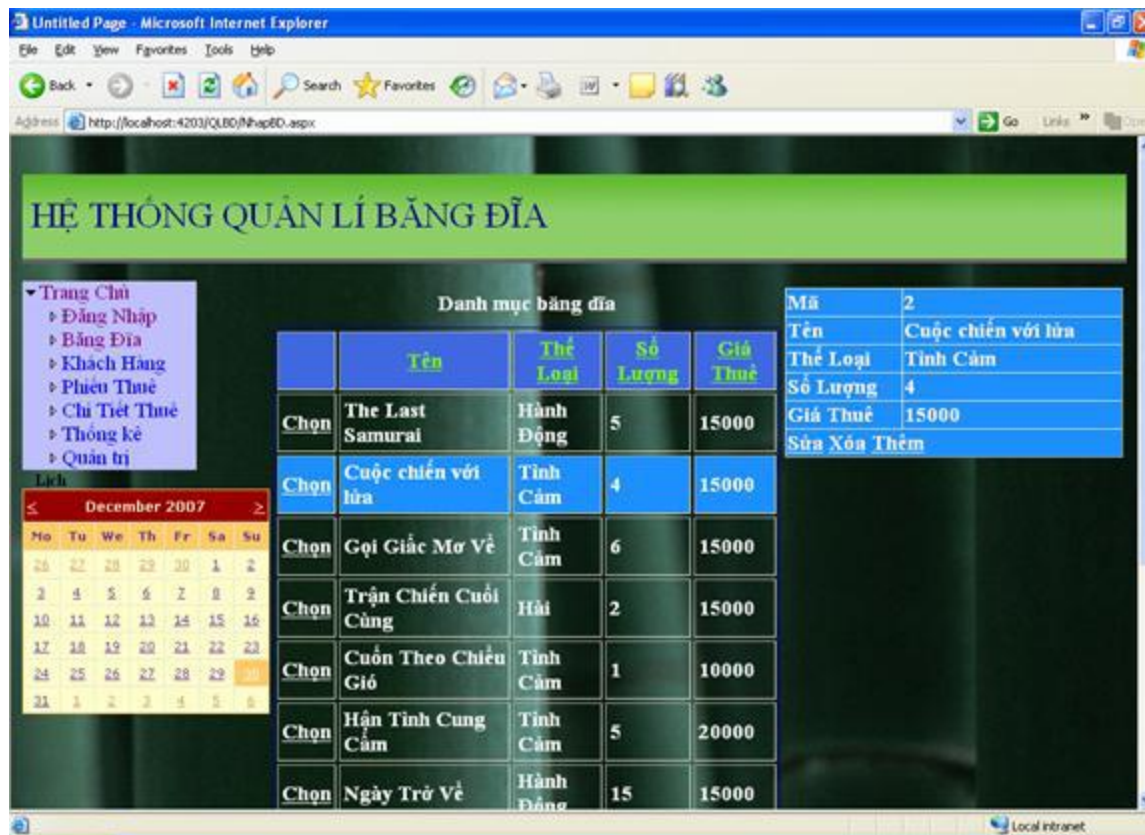 Untitled Page - Microsoft Internet Explorer
File Edit View Favorites Tools Help
Back Search Favorites
Address http://localhost:4203/QLBD/NhapBD.aspx Go Links
HỆ THỐNG QUẢN LÍ BĂNG ĐĨA
Trang Chủ
Đăng Nhập
Băng Đĩa
Khách Hàng
Phiếu Thuê
Chi Tiết Thuê
Thống kê
Quản trị
Lịch
< December 2007 >
Mo Tu We Th Fr Sa Su
26 27 28 29 30 1 2
3 4 5 6 7 8 9
10 11 12 13 14 15 16
17 18 19 20 21 22 23
24 25 26 27 28 29 30
31 1 2 3 4 5 6
Danh mục băng đĩa
Tên Thể Số Giá
Loại Lượng Thuê
Chọn The Last Hành 5 15000
Samurai Động
Chọn Cuộc chiến với Tình 4 15000
lửa Cảm
Chọn Gọi Giấc Mơ Về Tình 6 15000
Cảm
Chọn Trận Chiến Cuối Hài 2 15000
Cùng
Chọn Cuốn Theo Chiều Tình 1 10000
Gió Cảm
Chọn Hận Tình Cung Tình 5 20000
Cấm Cảm
Chọn Ngày Trở Về Hành 15 15000
Động
Mã 2
Tên Cuộc chiến với lửa
Thể Loại Tình Cảm
Số Lượng 4
Giá Thuê 15000
Sửa Xóa Thêm
Local intranet